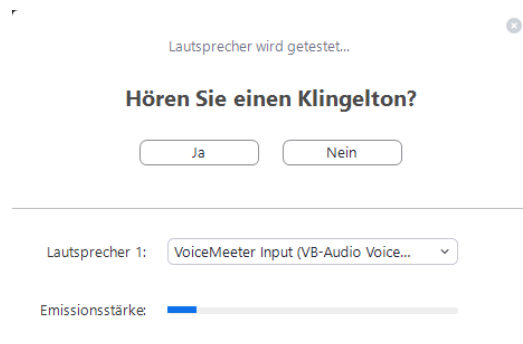 Lautsprecher wird getestet...
Hören Sie einen Klingelton?
Ja Nein
Lautsprecher 1: VoiceMeeter Input (VB-Audio Voice...
Emissionsstärke: